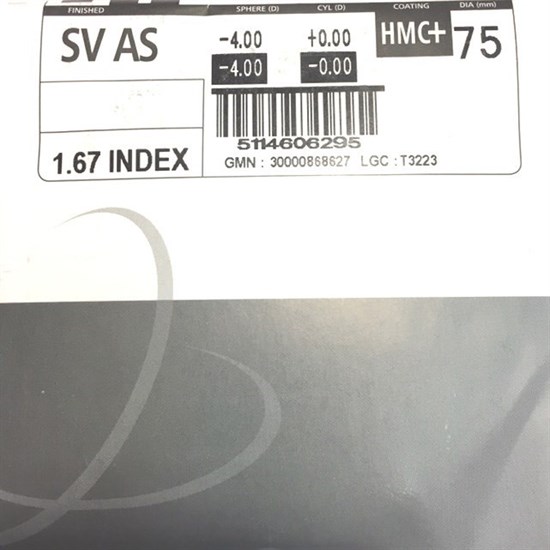 FINISHED SPHERE (D) CYL (D) COATING DIA (mm)
SV AS -4.00 +0.00 HMC+ 75
-4.00 -0.00
5114606295
1.67 INDEX GMN : 30000868627 LGC : T3223